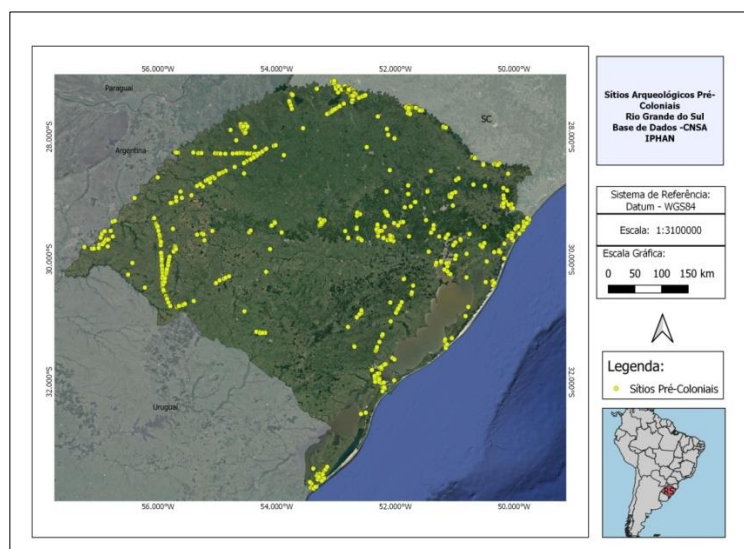 56.000°W 54.000°W 52.000°W 50.000°W
Paraguai
SC
28.000°S 28.000°S
Argentina
30.000°S 30.000°S
32.000°S 32.000°S
Uruguai
56.000°W 54.000°W 52.000°W 50.000°W
Sítios Arqueológicos Pré-
Coloniais
Rio Grande do Sul
Base de Dados -CNSA
IPHAN
Sistema de Referência:
Datum - WGS84
Escala: 1:3100000
Escala Gráfica:
0 50 100 150 km
Legenda:
Sítios Pré-Coloniais
RS